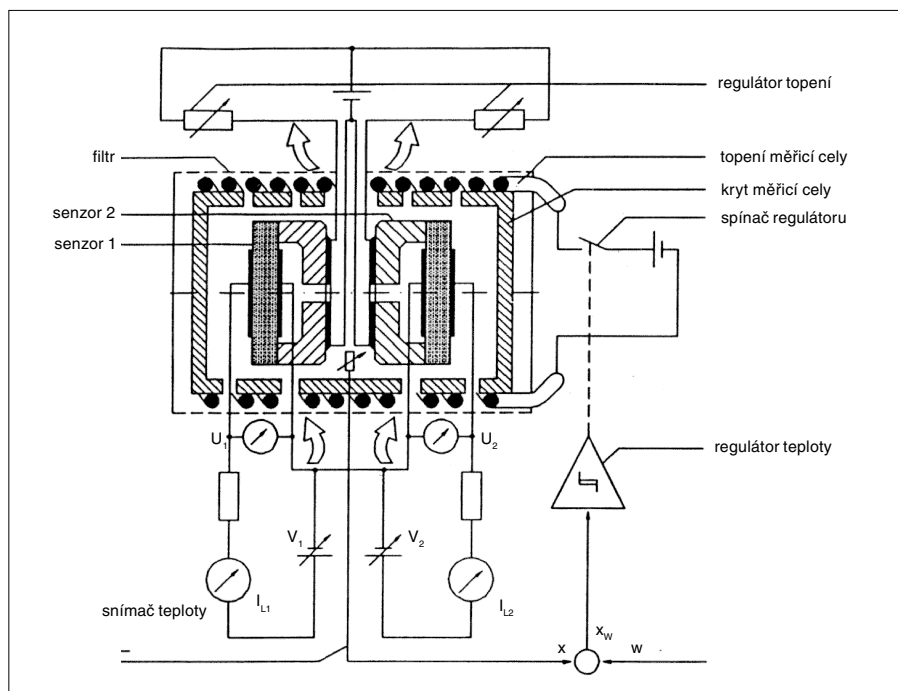 regulátor topení
filtr
topení měřicí cely
kryt měřicí cely
senzor 2
spínač regulátoru
senzor 1
U1
U2
regulátor teploty
V1
V2
IL1
IL2
snímač teploty
xW
x
w